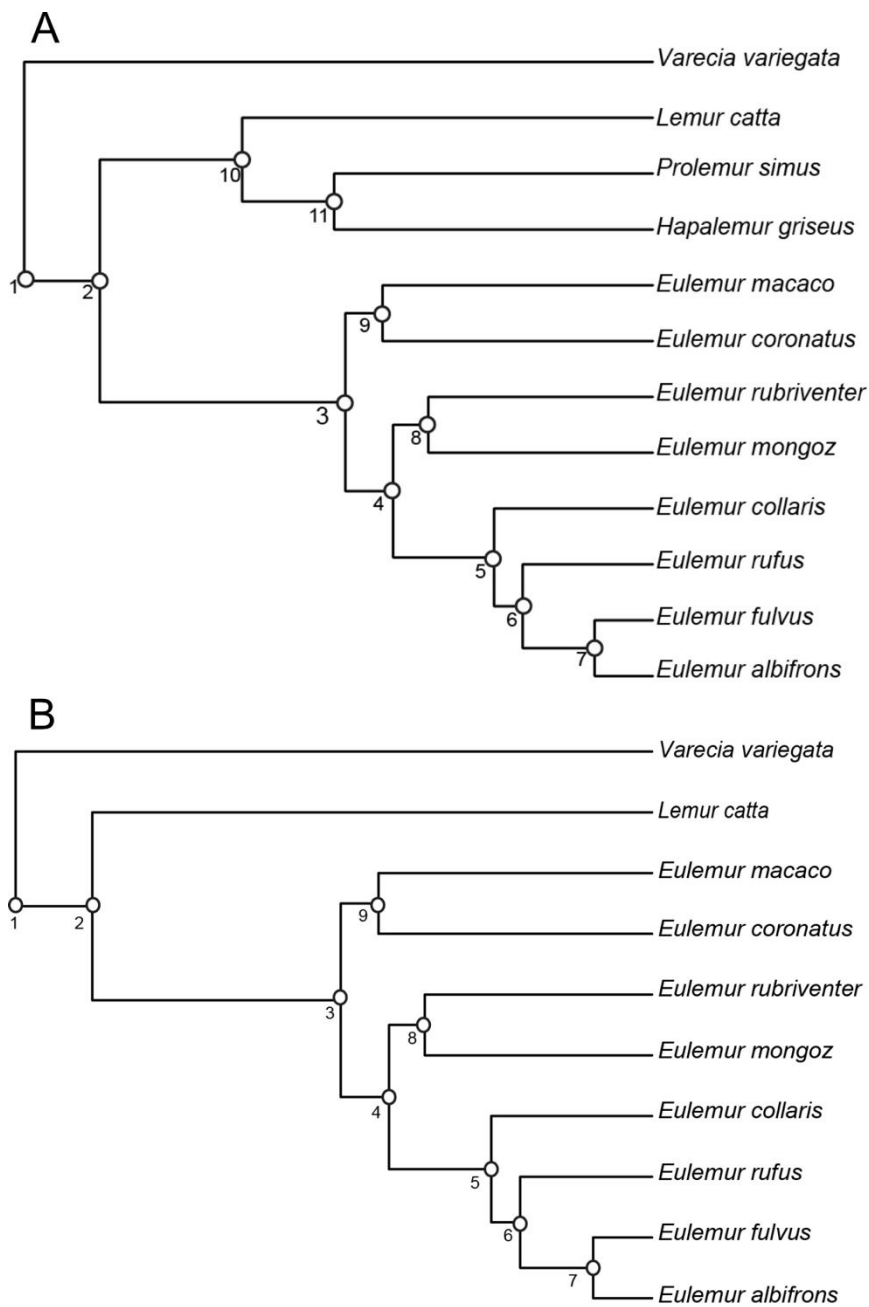 A
Varecia variegata
Lemur catta
10
Prolemur simus
11
Hapalemur griseus
1
2
Eulemur macaco
9
Eulemur coronatus
3
Eulemur rubriventer
8
Eulemur mongoz
4
Eulemur collaris
5
Eulemur rufus
6
Eulemur fulvus
7
Eulemur albifrons
B
Varecia variegata
Lemur catta
Eulemur macaco
1
2
9
Eulemur coronatus
3
Eulemur rubriventer
8
Eulemur mongoz
4
Eulemur collaris
5
Eulemur rufus
6
Eulemur fulvus
7
Eulemur albifrons